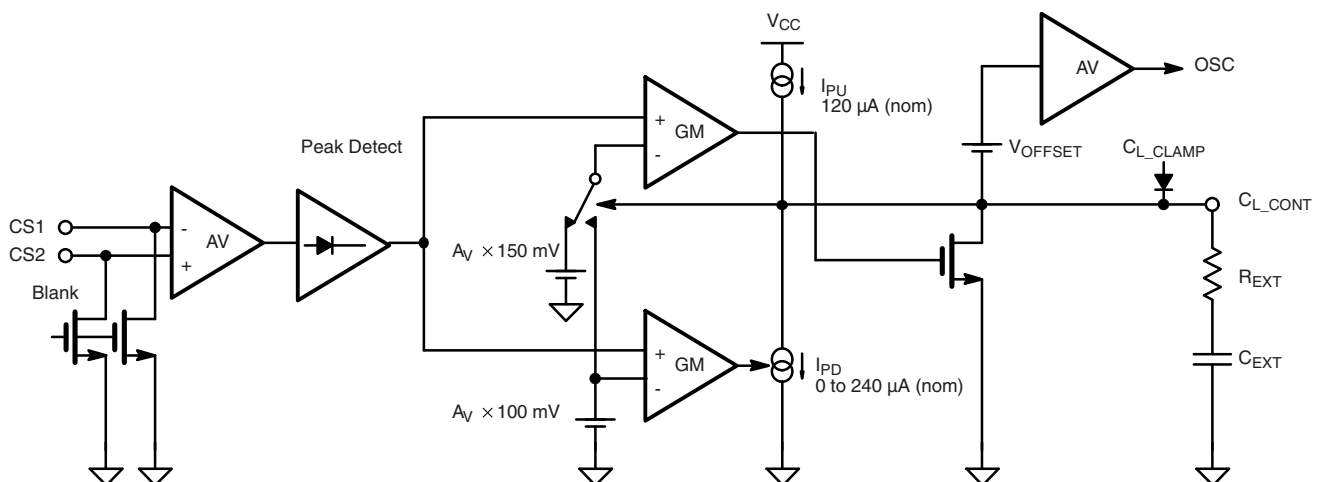 V_CC
AV
OSC
I_PU
120 µA (nom)
+
GM
-
Peak Detect
V_OFFSET
C_L_CLAMP
CS1
-
AV
C_L_CONT
CS2
+
A_V × 150 mV
Blank
R_EXT
+
GM
-
I_PD
0 to 240 µA (nom)
C_EXT
A_V × 100 mV